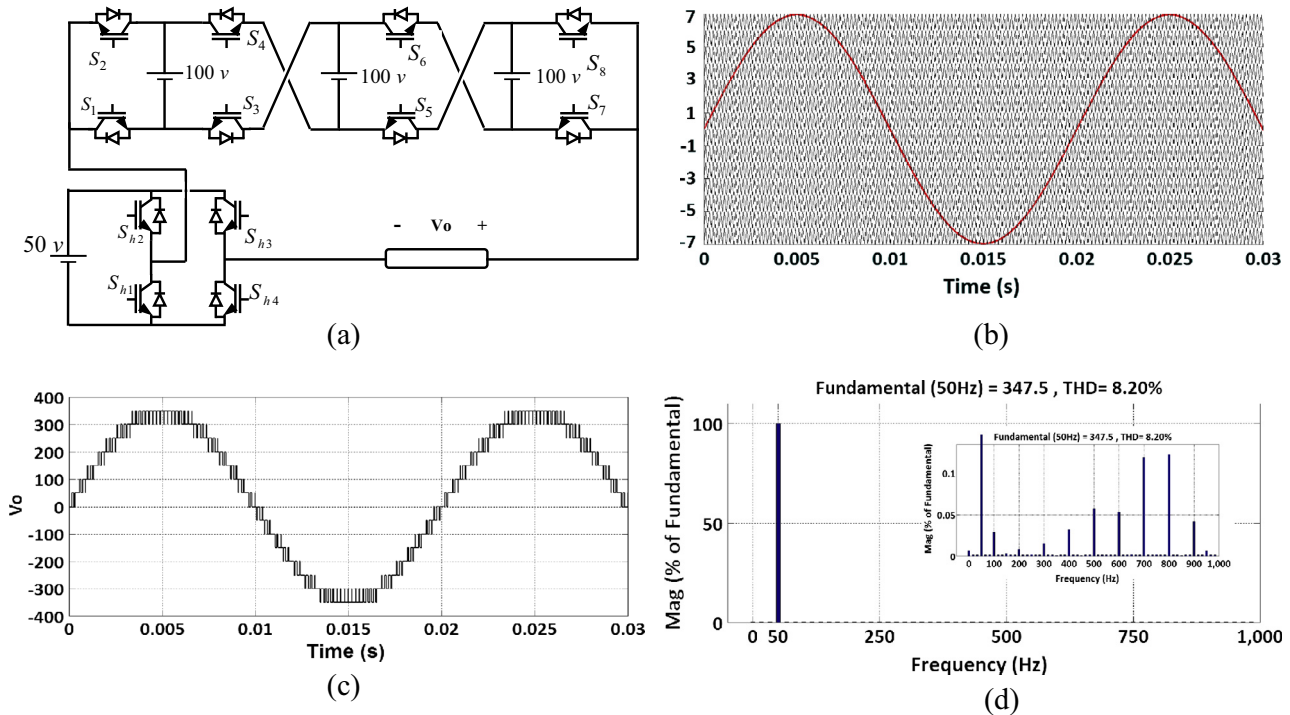 S2
S4
S6
S8
100 v
100 v
100 v
S1
S3
S5
S7
50 v
Sh2
Sh3
Sh1
Sh4
- Vo +
(a)
7
5
3
1
-1
-3
-5
-7
0 0.005 0.01 0.015 0.02 0.025 0.03
Time (s)
(b)
400
300
200
100
0
-100
-200
-300
-400
Vo
0 0.005 0.01 0.015 0.02 0.025 0.03
Time (s)
(c)
Fundamental (50Hz) = 347.5 , THD= 8.20%
100
50
0
Mag (% of Fundamental)
0 50 250 500 750 1,000
Frequency (Hz)
Fundamental (50Hz) = 347.5 , THD= 8.20%
0.1
0.05
0
Mag (% of Fundamental)
0 100 200 300 400 500 600 700 800 900 1,000
Frequency (Hz)
(d)